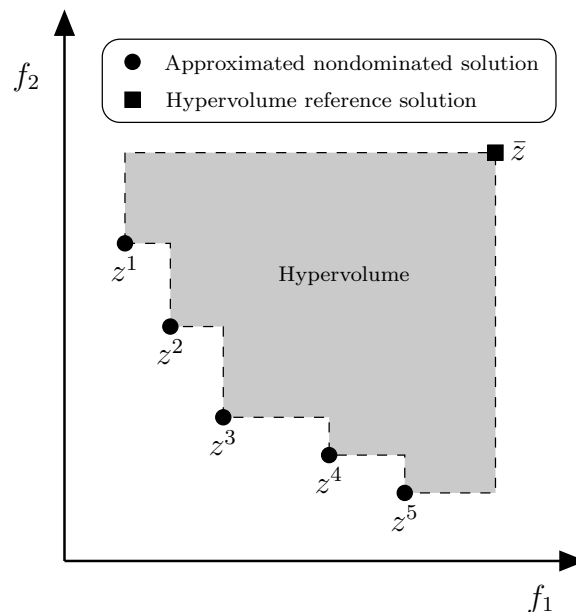 f₂
Approximated nondominated solution
Hypervolume reference solution
z̄
z¹
Hypervolume
z²
z³
z⁴
z⁵
f₁